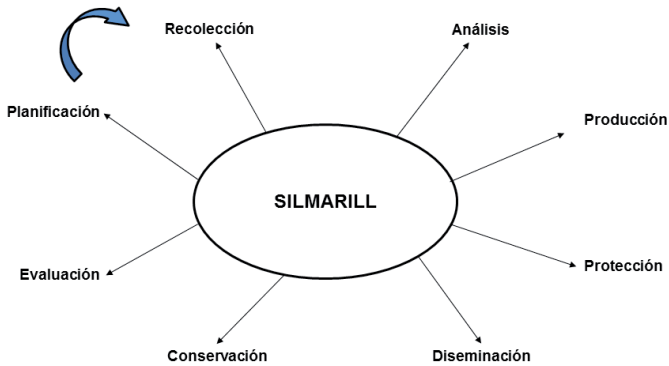 Recolección
Análisis
Planificación
Producción
SILMARILL
Evaluación
Protección
Conservación
Diseminación